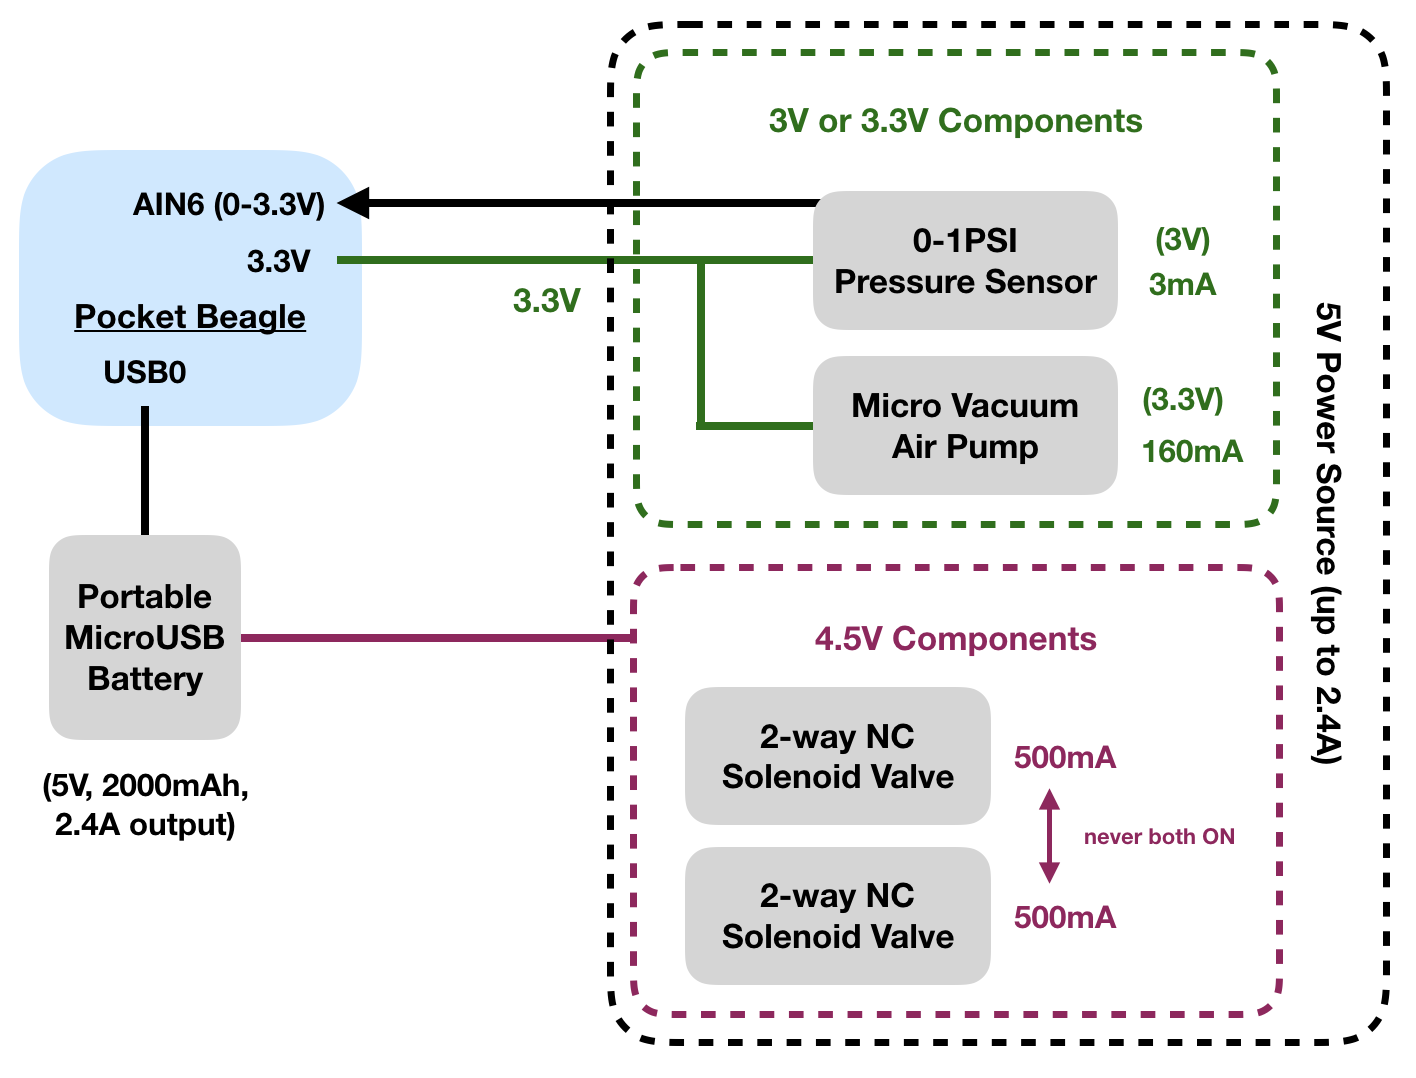 AIN6 (0-3.3V)
3.3V
Pocket Beagle
USB0
3.3V
Portable
MicroUSB
Battery
(5V, 2000mAh,
2.4A output)
3V or 3.3V Components
0-1PSI
Pressure Sensor
(3V)
3mA
Micro Vacuum
Air Pump
(3.3V)
160mA
4.5V Components
2-way NC
Solenoid Valve
500mA
never both ON
2-way NC
Solenoid Valve
500mA
5V Power Source (up to 2.4A)